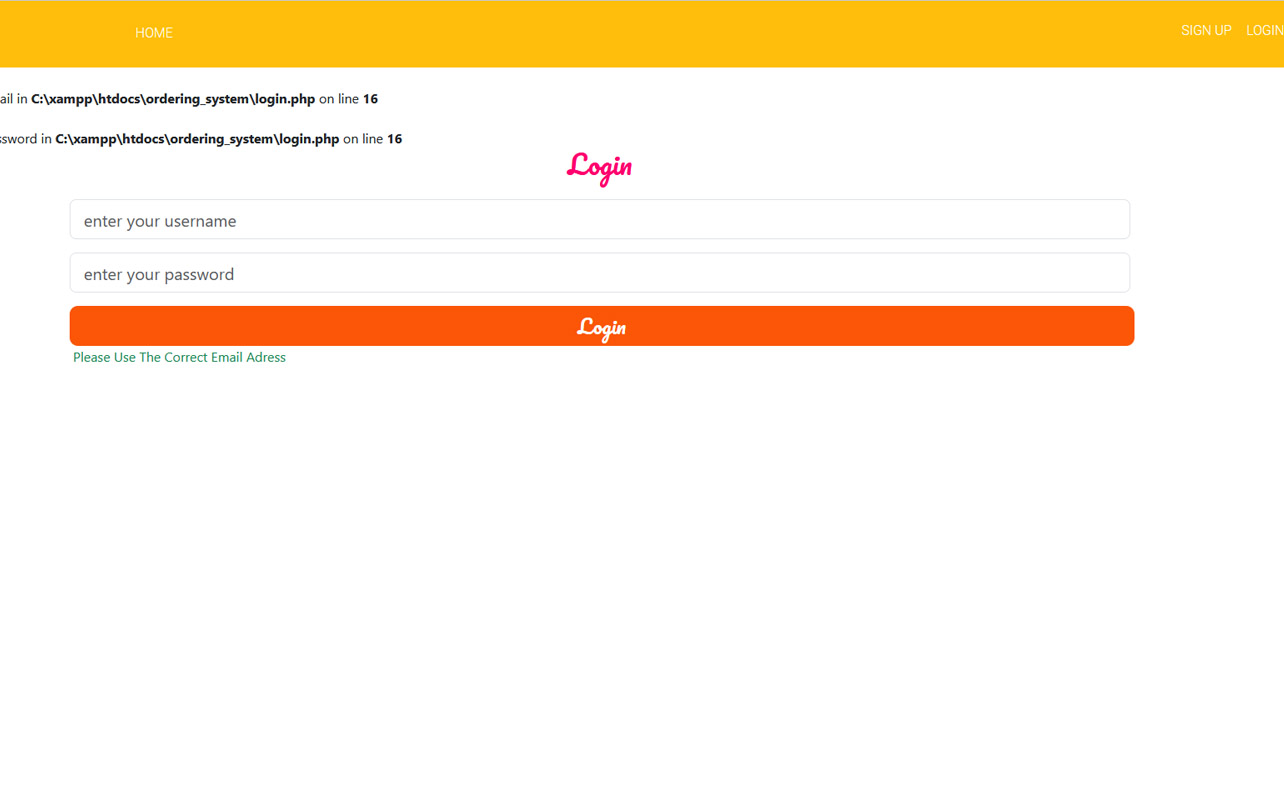 HOME
SIGN UP LOGIN
ail in C:\xampp\htdocs\ordering_system\login.php on line 16
ssword in C:\xampp\htdocs\ordering_system\login.php on line 16
Login
enter your username
enter your password
Login
Please Use The Correct Email Adress